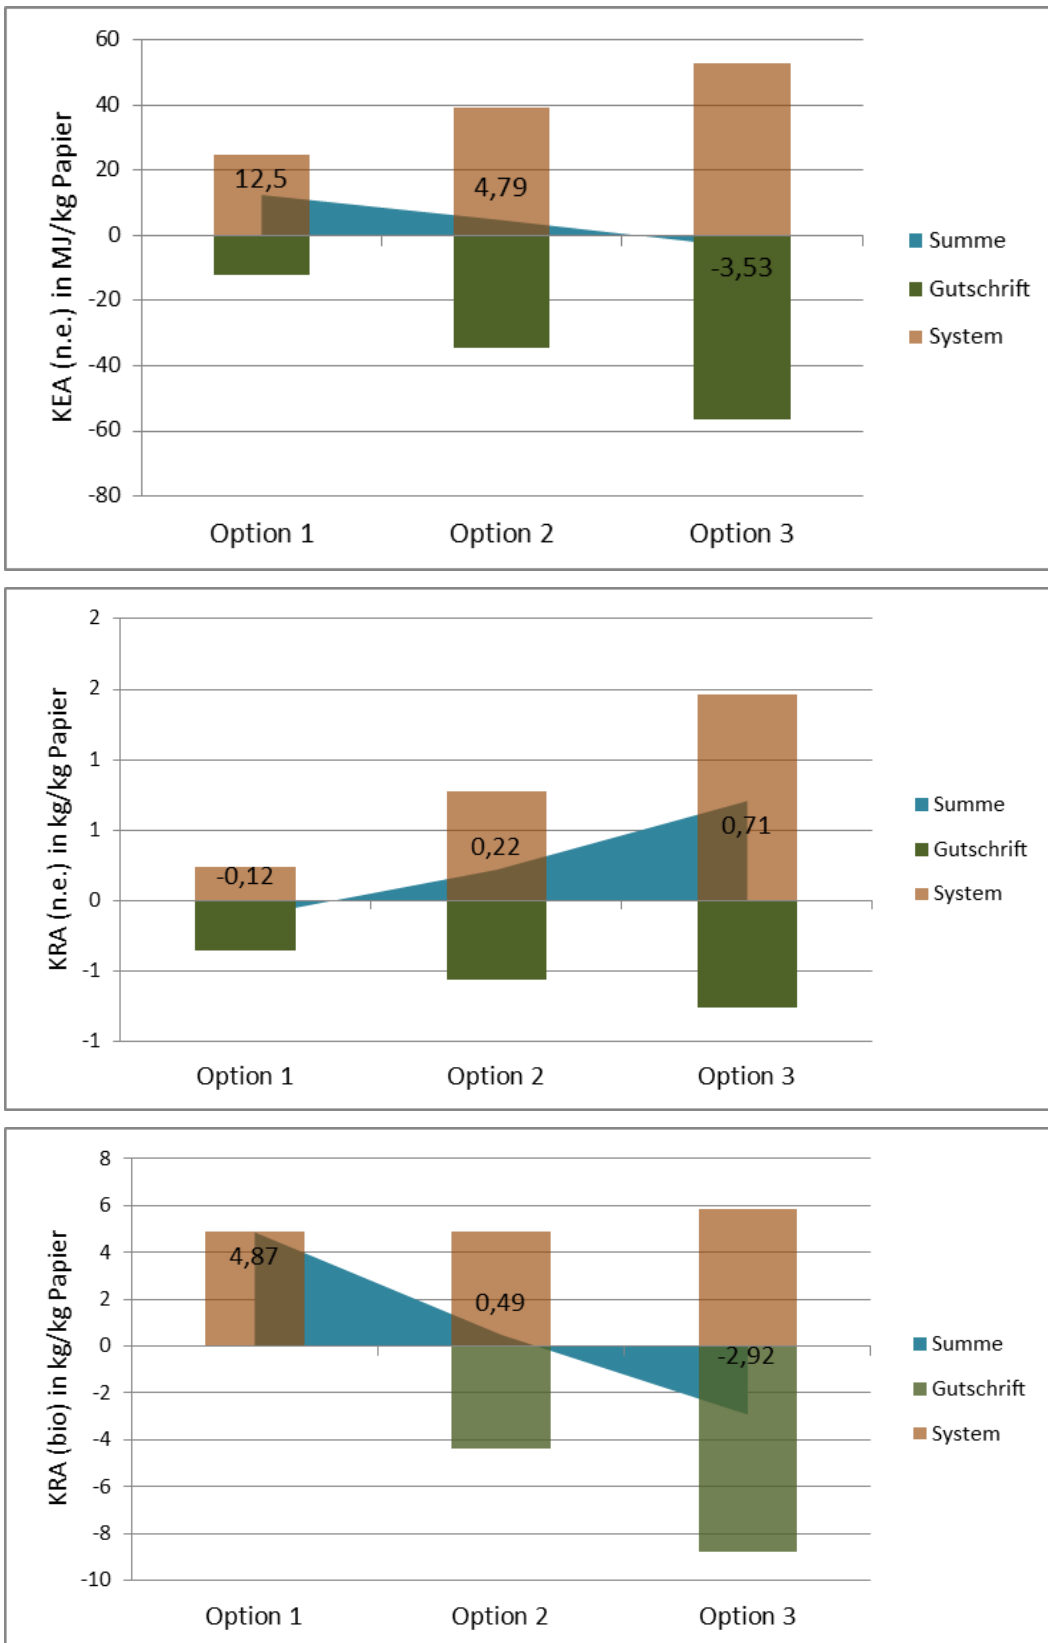 KEA (n.e.) in MJ/kg Papier
60
40
20
0
-20
-40
-60
-80
12,5
4,79
-3,53
Option 1
Option 2
Option 3
Summe
Gutschrift
System
KRA (n.e.) in kg/kg Papier
2
2
1
1
0
-1
-1
-0,12
0,22
0,71
Option 1
Option 2
Option 3
Summe
Gutschrift
System
KRA (bio) in kg/kg Papier
8
6
4
2
0
-2
-4
-6
-8
-10
4,87
0,49
-2,92
Option 1
Option 2
Option 3
Summe
Gutschrift
System